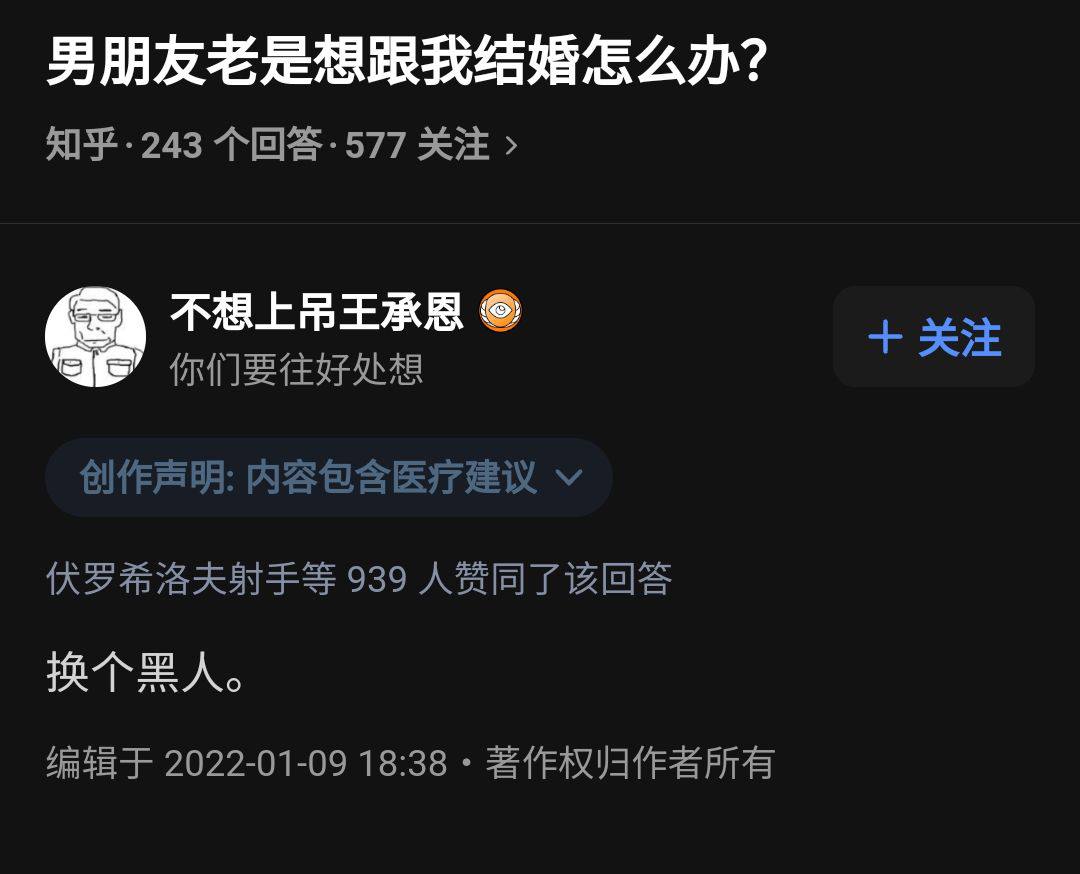 男朋友老是想跟我结婚怎么办?
知乎·243 个回答·577 关注 >
不想上吊王承恩
你们要往好处想
+ 关注
创作声明: 内容包含医疗建议
伏罗希洛夫射手等 939 人赞同了该回答
换个黑人。
编辑于 2022-01-09 18:38・著作权归作者所有